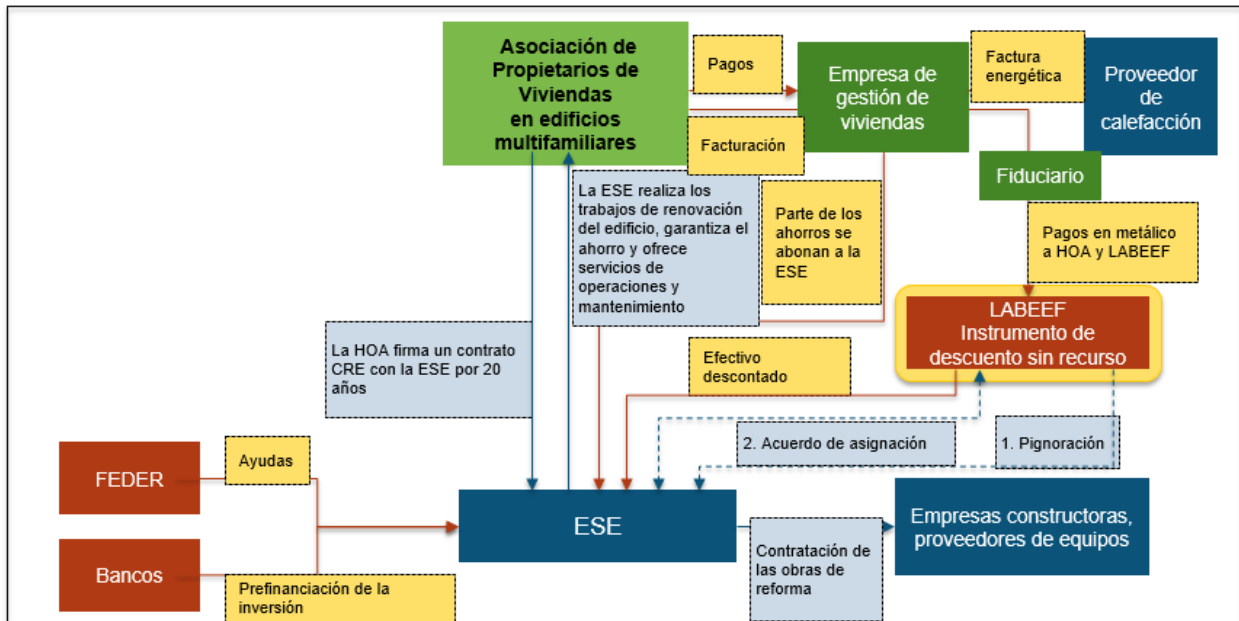 Asociación de
Propietarios de
Viviendas
en edificios
multifamiliares
Pagos
Empresa de
gestión de
viviendas
Factura
energética
Proveedor
de
calefacción
Facturación
Fiduciario
La ESE realiza los
trabajos de renovación
del edificio, garantiza el
ahorro y ofrece
servicios de
operaciones y
mantenimiento
Parte de los
ahorros se
abonan a la
ESE
Pagos en metálico
a HOA y LABEEF
LABEEF
Instrumento de
descuento sin recurso
La HOA firma un contrato
CRE con la ESE por 20
años
Efectivo
descontado
2. Acuerdo de asignación
1. Pignoración
FEDER
Ayudas
ESE
Empresas constructoras,
proveedores de equipos
Bancos
Prefinanciación de la
inversión
Contratación de
las obras de
reforma